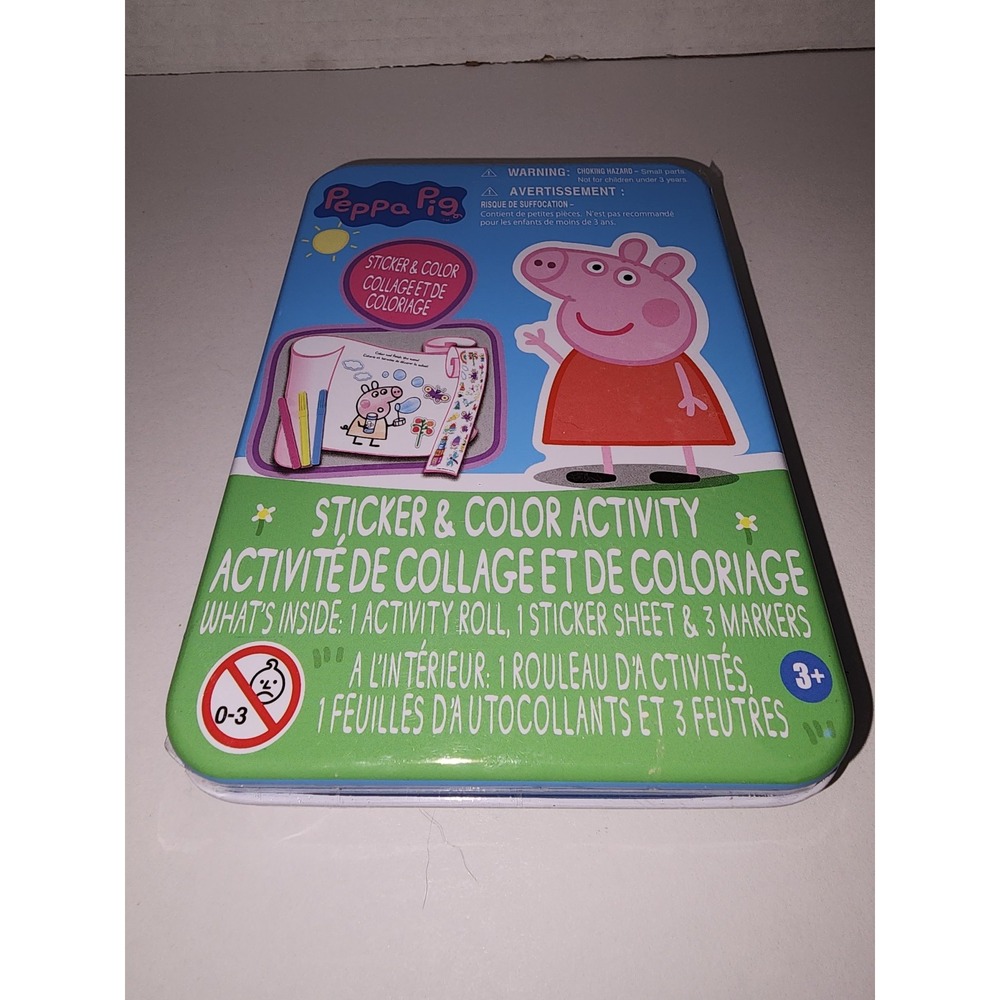 Peppa Pig
WARNING: CHOKING HAZARD – Small parts.
Not for children under 3 years
AVERTISSEMENT :
RISQUE DE SUFFOCATION –
Contient de petites pièces. N'est pas recommandé
pour les enfants de moins de 3 ans.
STICKER & COLOR
COLLAGE ET DE
COLORIAGE
STICKER & COLOR ACTIVITY
ACTIVITÉ DE COLLAGE ET DE COLORIAGE
WHAT'S INSIDE: 1 ACTIVITY ROLL, 1 STICKER SHEET & 3 MARKERS
A L'INTÉRIEUR: 1 ROULEAU D'ACTIVITÉS,
1 FEUILLES D'AUTOCOLLANTS ET 3 FEUTRES
0-3
3+